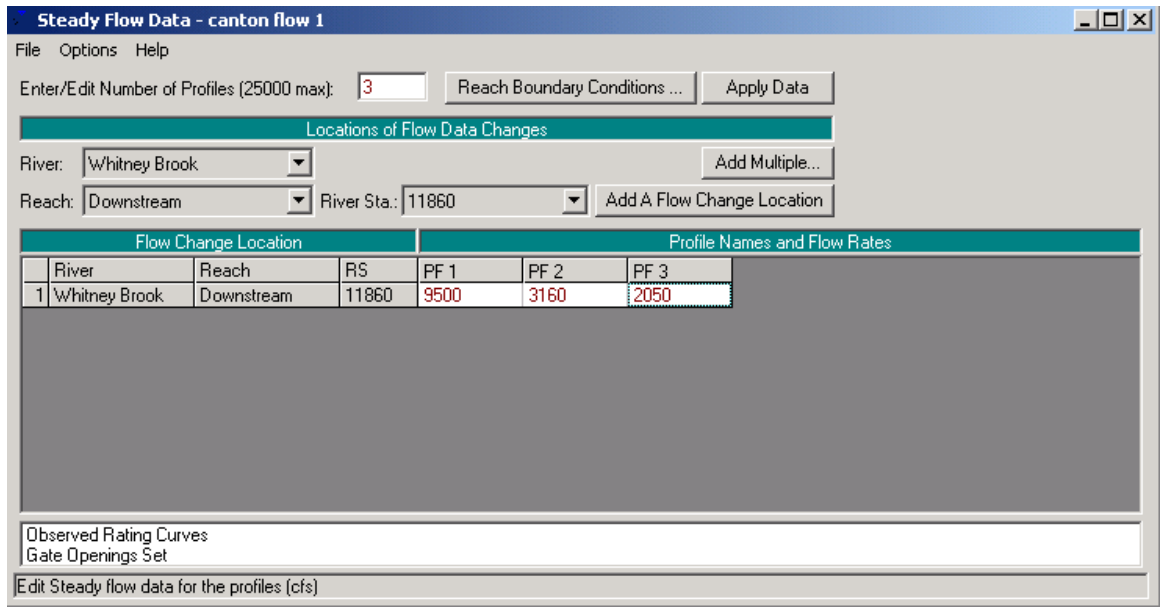 Steady Flow Data - canton flow 1
File Options Help
Enter/Edit Number of Profiles (25000 max): 3 Reach Boundary Conditions ... Apply Data
Locations of Flow Data Changes
River: Whitney Brook Add Multiple...
Reach: Downstream River Sta.: 11860 Add A Flow Change Location
Flow Change Location Profile Names and Flow Rates
River Reach RS PF 1 PF 2 PF 3
1 Whitney Brook Downstream 11860 9500 3160 2050
Observed Rating Curves
Gate Openings Set
Edit Steady flow data for the profiles (cfs)